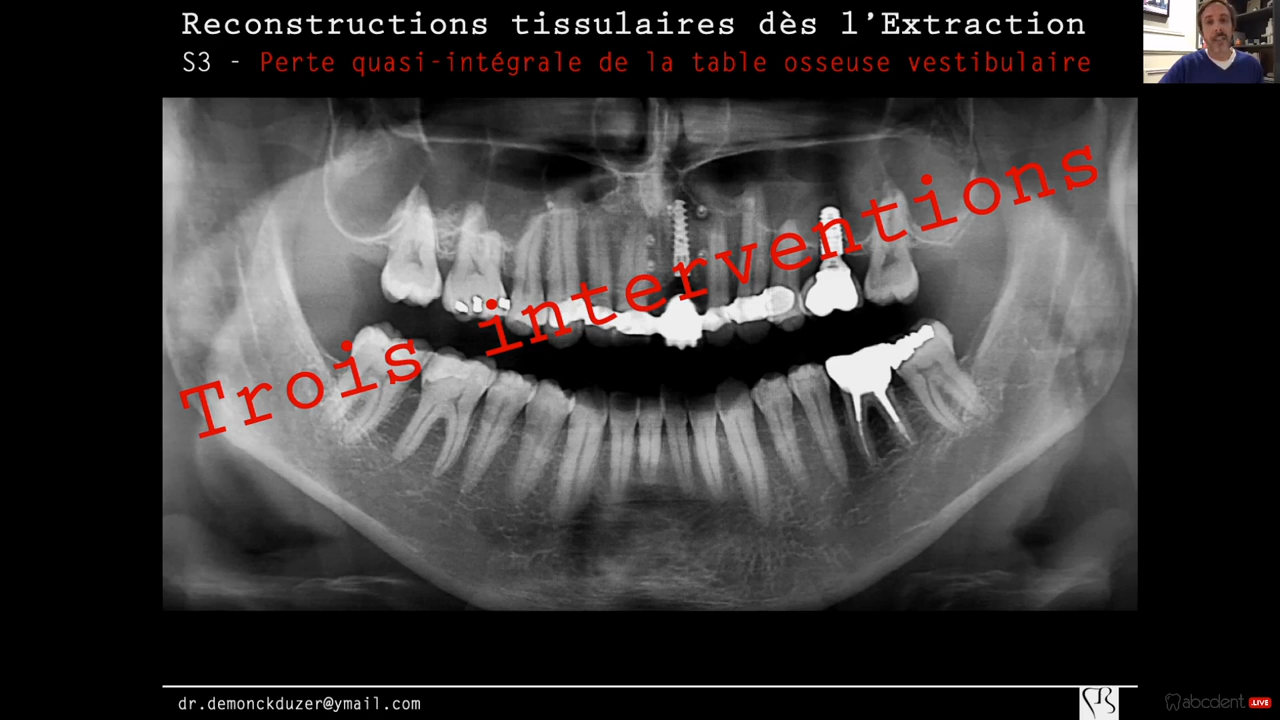 Reconstructions tissulaires dès l'Extraction
S3 - Perte quasi-intégrale de la table osseuse vestibulaire
Trois interventions
dr.demonckduzer@ymail.com
abcdent.LIVE